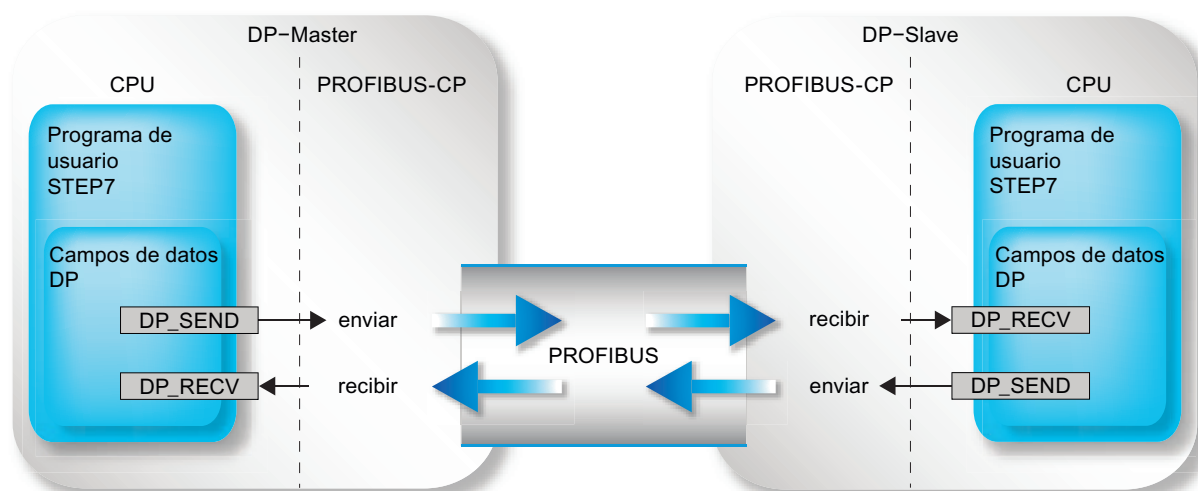 DP–Master
CPU
PROFIBUS-CP
Programa de
usuario
STEP7
Campos de datos
DP
DP_SEND
enviar
DP_RECV
recibir
PROFIBUS
DP–Slave
PROFIBUS-CP
CPU
Programa de
usuario
STEP7
Campos de datos
DP
recibir
DP_RECV
enviar
DP_SEND